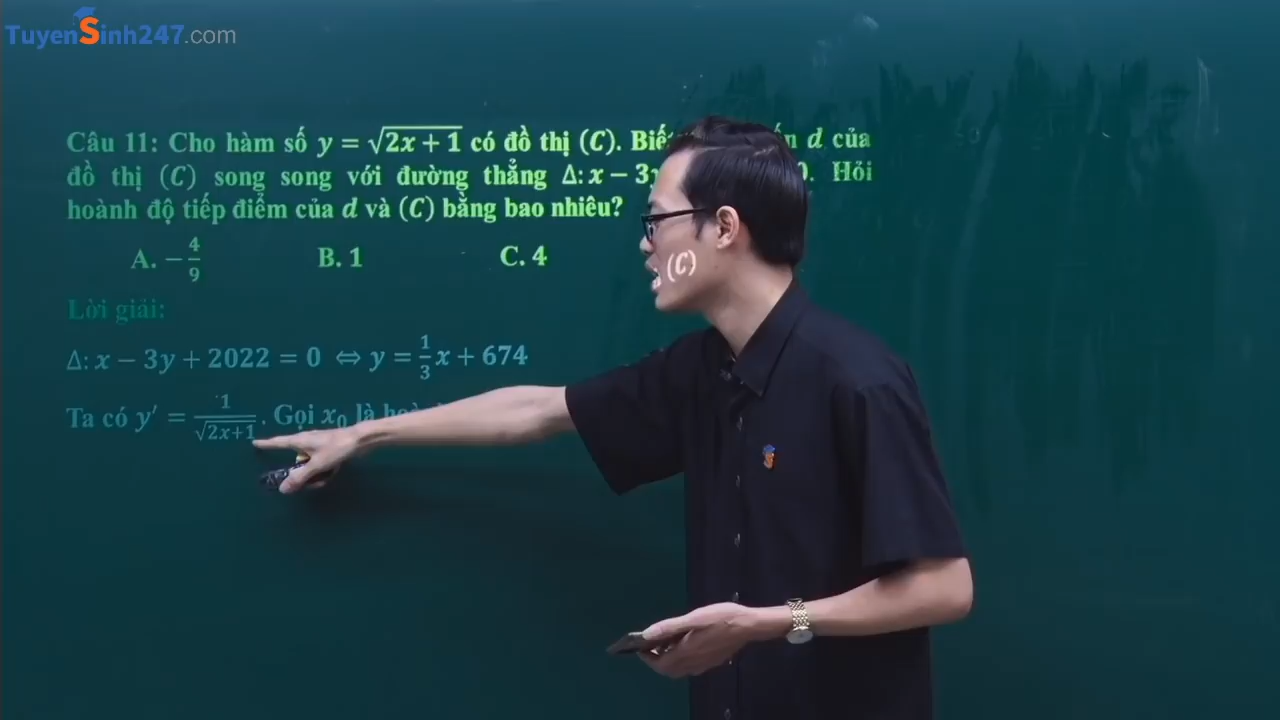 TuyenSinh247.com
Câu 11: Cho hàm số y = √(2x+1) có đồ thị (C). d của
đồ thị (C) song song với đường thẳng Δ: x − 3 Hỏi
hoành độ tiếp điểm của d và (C) bằng bao nhiêu?
A. −4/9 B. 1 C. 4
(C)
Lời giải:
Δ: x − 3y + 2022 = 0 ⇔ y = 1/3 x + 674
Ta có y′ = 1/√(2x+1). Gọi x₀ là